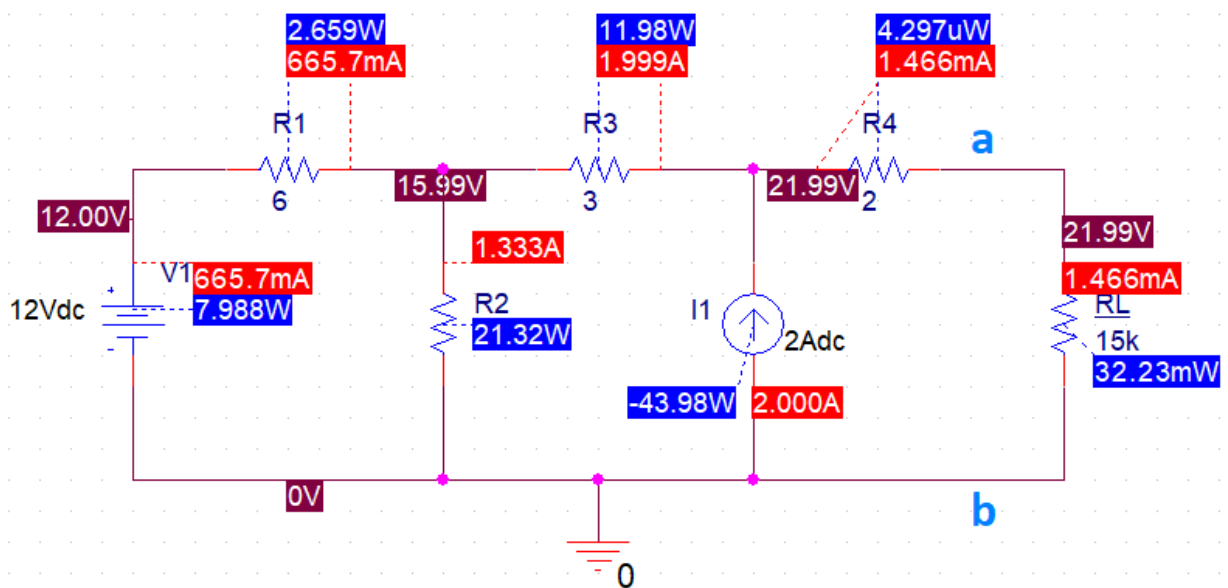 2.659W
665.7mA
11.98W
1.999A
4.297uW
1.466mA
R1
R3
R4
a
6
15.99V
3
21.99V
2
12.00V
21.99V
1.333A
1.466mA
+
V1
665.7mA
7.988W
12Vdc
-
R2
21.32W
I1
2Adc
RL
15k
32.23mW
-43.98W
2.000A
0V
b
0